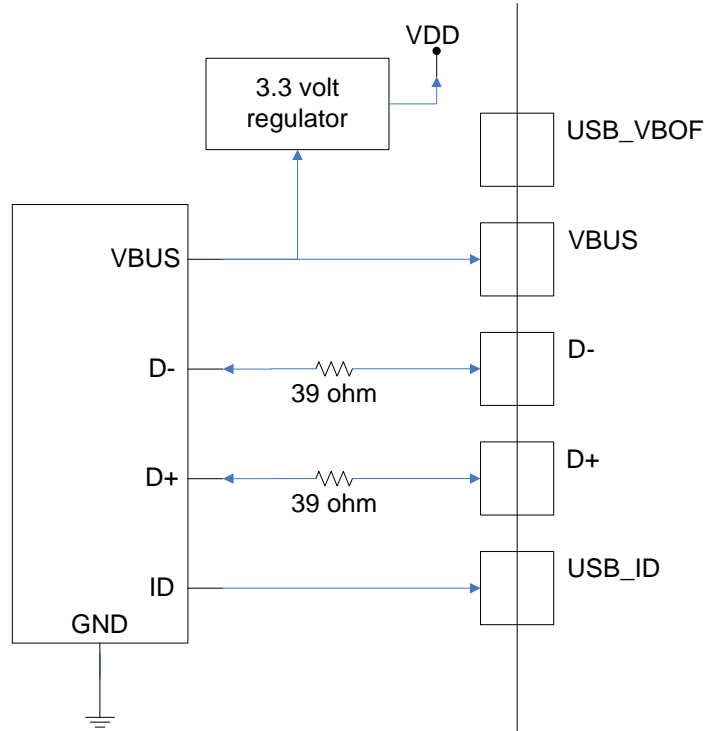 VDD
3.3 volt
regulator
USB_VBOF
VBUS
VBUS
D-
D-
39 ohm
D+
D+
39 ohm
ID
USB_ID
GND